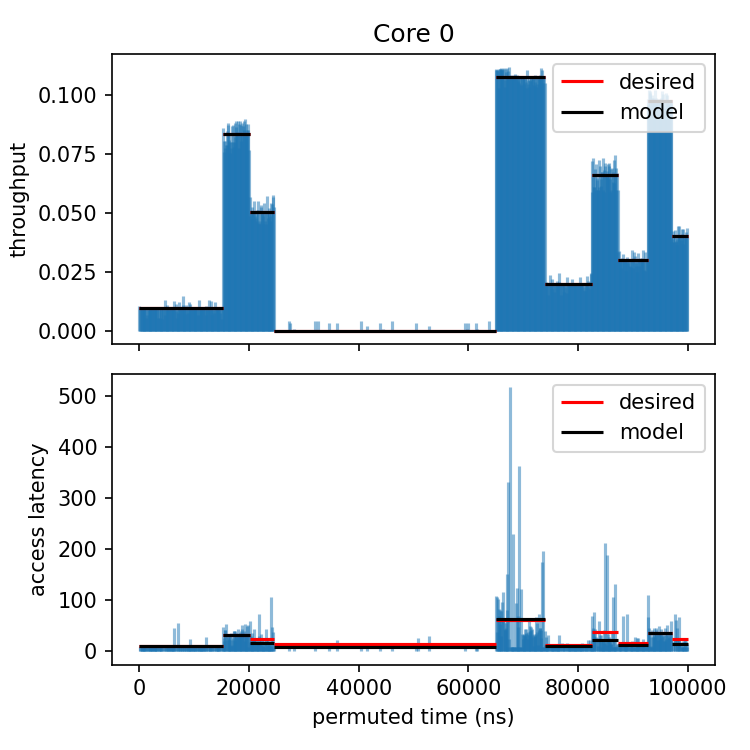 Core 0
throughput
0.100
0.075
0.050
0.025
0.000
desired
model
access latency
500
400
300
200
100
0
desired
model
0 20000 40000 60000 80000 100000
permuted time (ns)